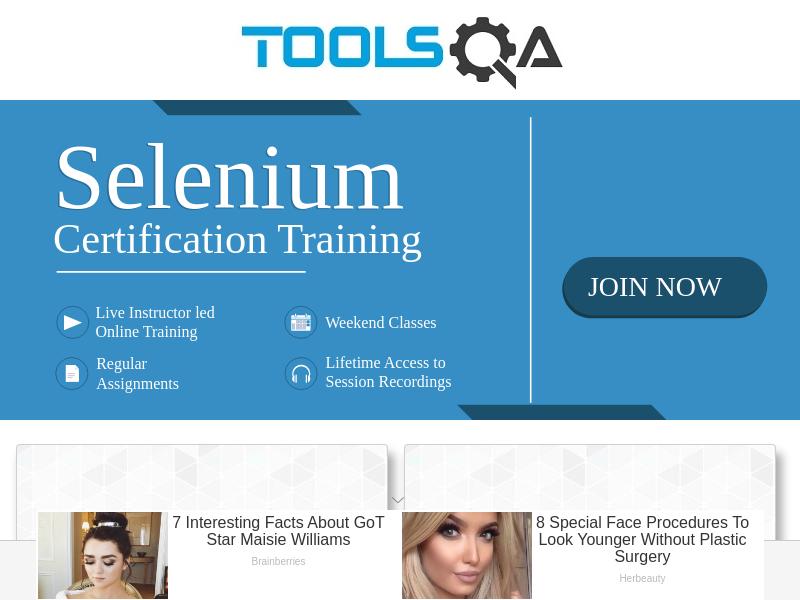 TOOLSQA
Selenium
Certification Training
JOIN NOW
Live Instructor led
Online Training
Weekend Classes
Regular
Assignments
Lifetime Access to
Session Recordings
7 Interesting Facts About GoT
Star Maisie Williams
Brainberries
8 Special Face Procedures To
Look Younger Without Plastic
Surgery
Herbeauty